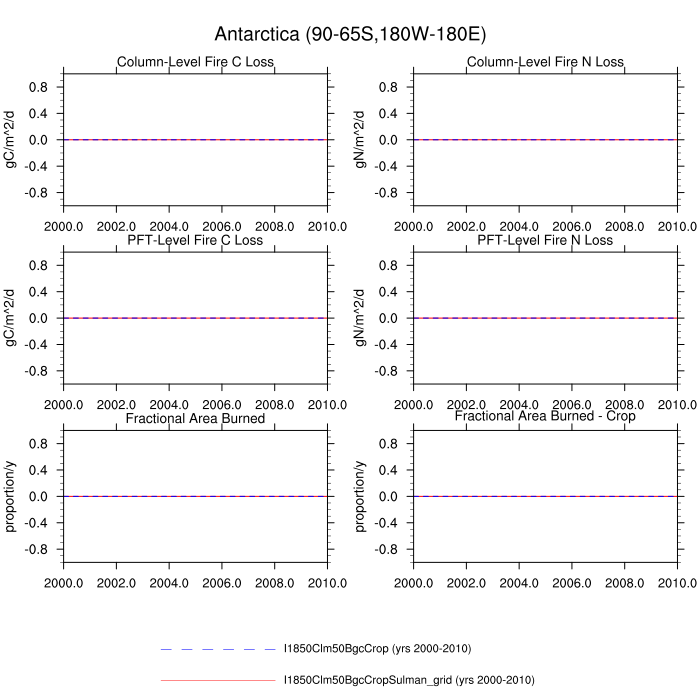 Antarctica (90-65S,180W-180E)
Column-Level Fire C Loss
gC/m^2/d
0.8
0.4
0.0
-0.4
-0.8
2000.0 2002.0 2004.0 2006.0 2008.0 2010.0
Column-Level Fire N Loss
gN/m^2/d
0.8
0.4
0.0
-0.4
-0.8
2000.0 2002.0 2004.0 2006.0 2008.0 2010.0
PFT-Level Fire C Loss
gC/m^2/d
0.8
0.4
0.0
-0.4
-0.8
2000.0 2002.0 2004.0 2006.0 2008.0 2010.0
PFT-Level Fire N Loss
gN/m^2/d
0.8
0.4
0.0
-0.4
-0.8
2000.0 2002.0 2004.0 2006.0 2008.0 2010.0
Fractional Area Burned
proportion/y
0.8
0.4
0.0
-0.4
-0.8
2000.0 2002.0 2004.0 2006.0 2008.0 2010.0
Fractional Area Burned - Crop
proportion/y
0.8
0.4
0.0
-0.4
-0.8
2000.0 2002.0 2004.0 2006.0 2008.0 2010.0
I1850Clm50BgcCrop (yrs 2000-2010)
I1850Clm50BgcCropSulman_grid (yrs 2000-2010)